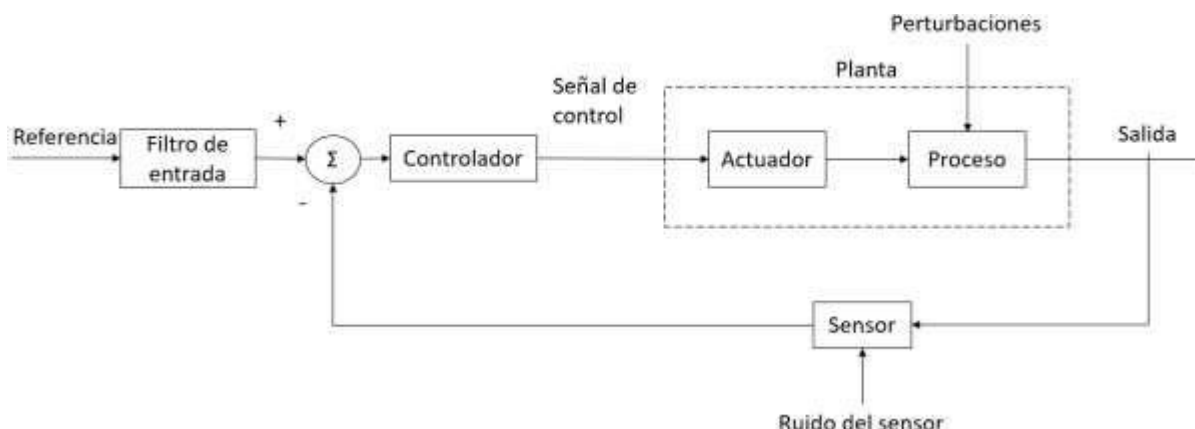 Perturbaciones
Planta
Señal de
control
Referencia
+
Filtro de
entrada
Σ
-
Controlador
Actuador
Proceso
Salida
Sensor
Ruido del sensor